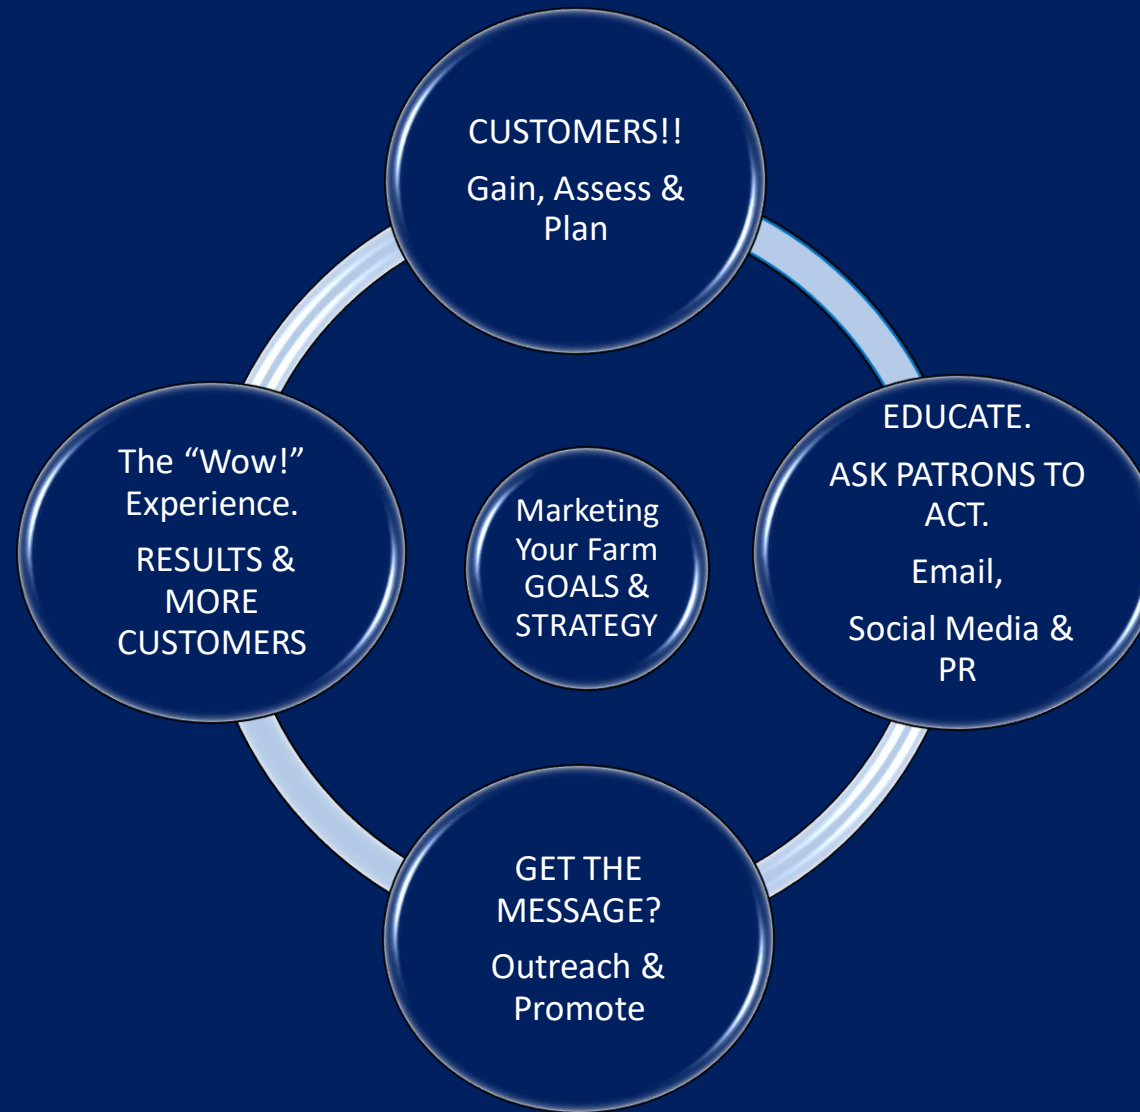 CUSTOMERS!!
Gain, Assess &
Plan
EDUCATE.
ASK PATRONS TO
ACT.
Email,
Social Media &
PR
The “Wow!”
Experience.
RESULTS &
MORE
CUSTOMERS
Marketing
Your Farm
GOALS &
STRATEGY
GET THE
MESSAGE?
Outreach &
Promote